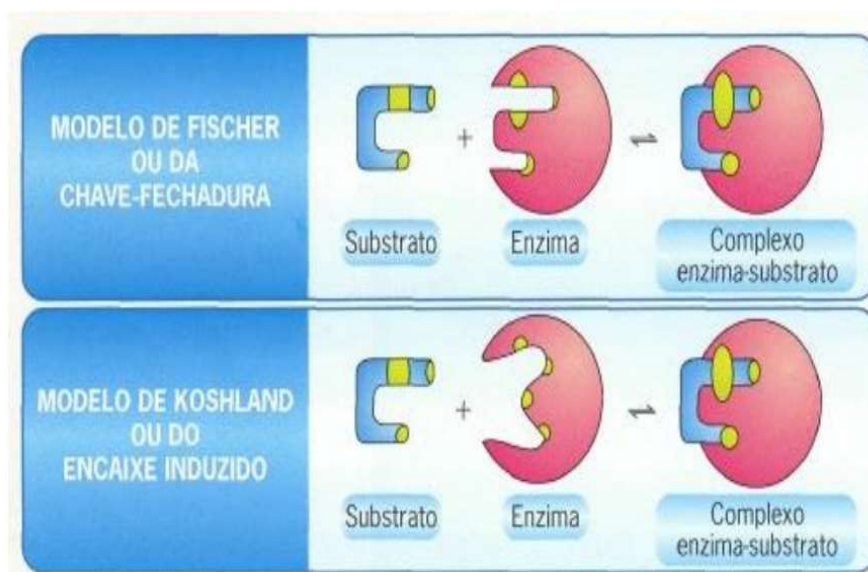 MODELO DE FISCHER
OU DA
CHAVE-FECHADURA
+
⇌
Substrato
Enzima
Complexo
enzima-substrato
MODELO DE KOSHLAND
OU DO
ENCAIXE INDUZIDO
+
⇌
Substrato
Enzima
Complexo
enzima-substrato